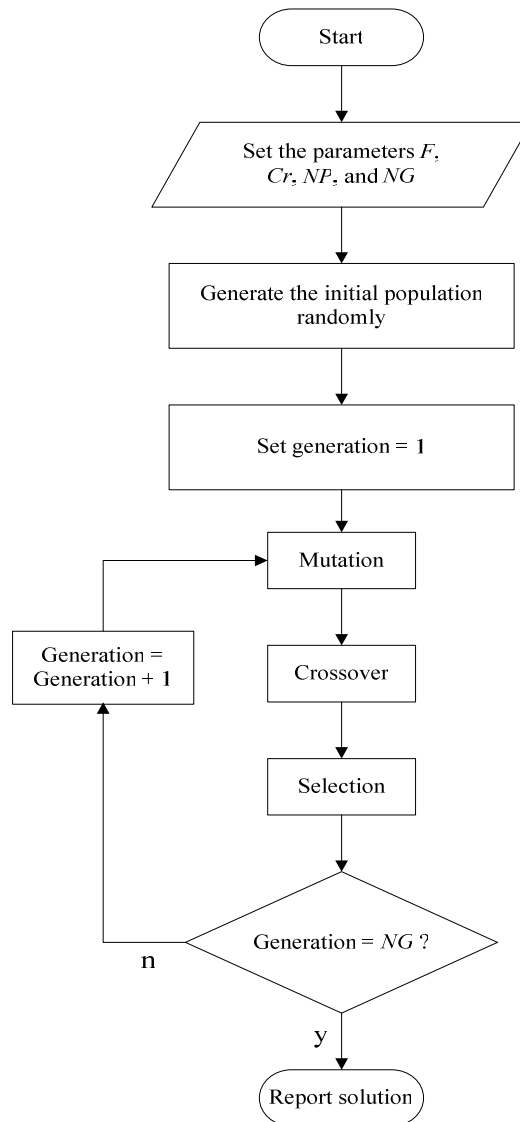 Start
Set the parameters F,
Cr, NP, and NG
Generate the initial population
randomly
Set generation = 1
Mutation
Generation =
Generation + 1
Crossover
Selection
Generation = NG ?
n
y
Report solution